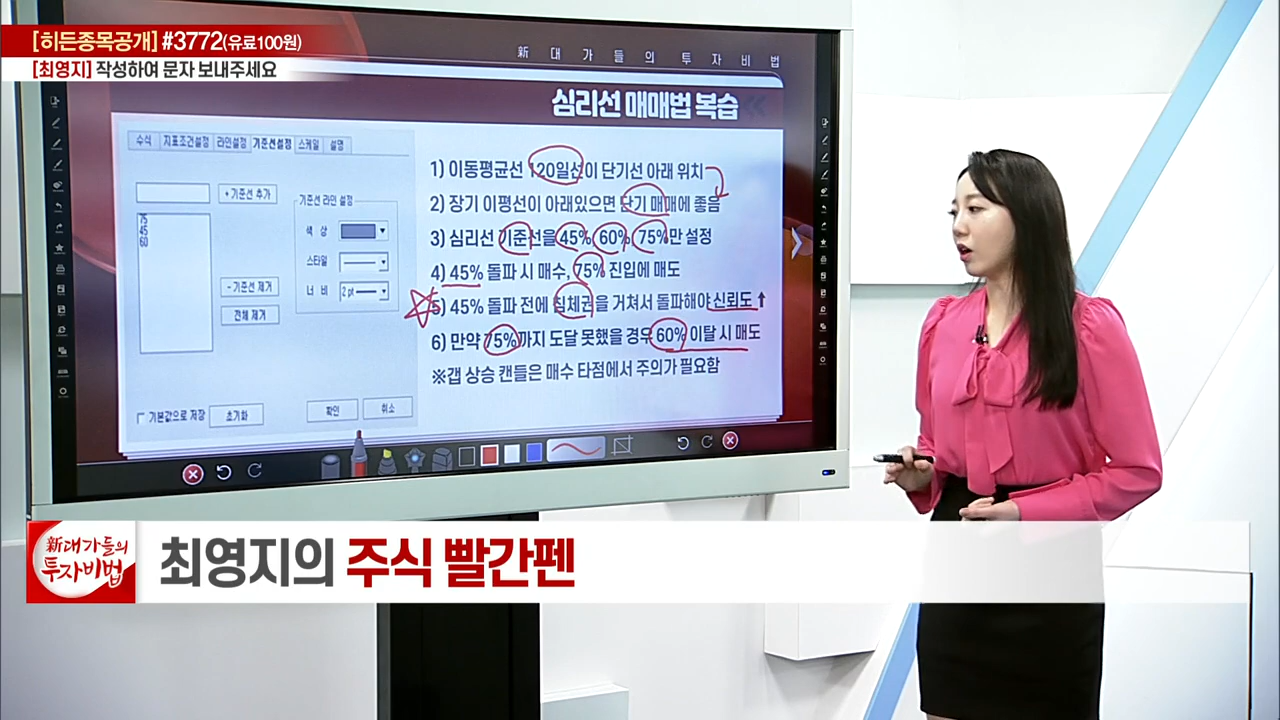 [히든종목공개] #3772(유료100원)
[최영지] 작성하여 문자 보내주세요
新 대가들의 투자비법
심리선 매매법 복습
수식 지표조건설정 라인설정 기준선설정 스케일 설명
+기준선 추가
75
45
60
- 기준선 제거
전체 제거
기준선 라인 설정
색 상
스타일
너 비 2 pt
기본값으로 저장 초기화 확인 취소
1) 이동평균선 120일선이 단기선 아래 위치
2) 장기 이평선이 아래있으면 단기 매매에 좋음
3) 심리선 기준선을 45%, 60%, 75%만 설정
4) 45% 돌파 시 매수, 75% 진입에 매도
5) 45% 돌파 전에 침체권을 거쳐서 돌파해야 신뢰도⬆
6) 만약 75%까지 도달 못했을 경우 60% 이탈 시 매도
※갭 상승 캔들은 매수 타점에서 주의가 필요함
新대가들의
투자비법
최영지의 주식 빨간펜